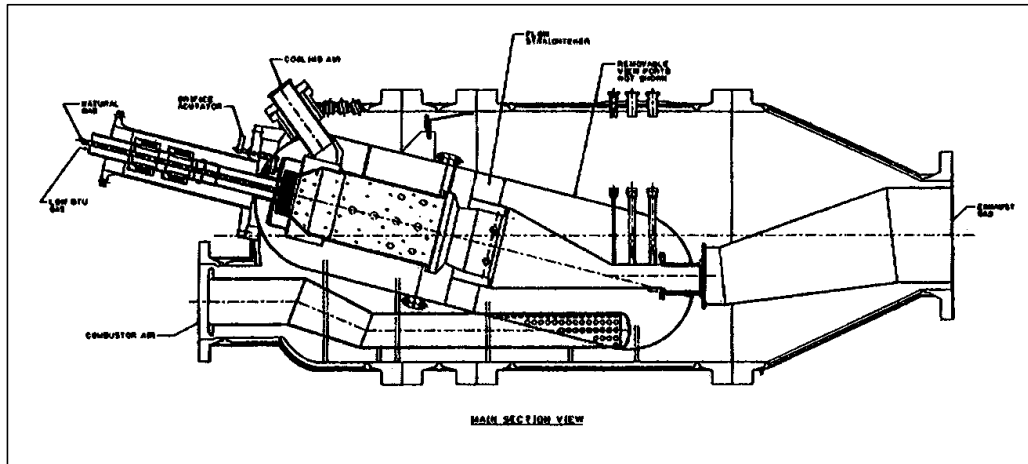 FLOW
STRAIGHTENER
COOLING AIR
REMOVABLE
VIEW PORTS
NOT SHOWN
NATURAL
GAS
ORIFICE
ACUATOR
LOW BTU
GAS
EXHAUST
GAS
COMBUSTOR AIR
MAIN SECTION VIEW